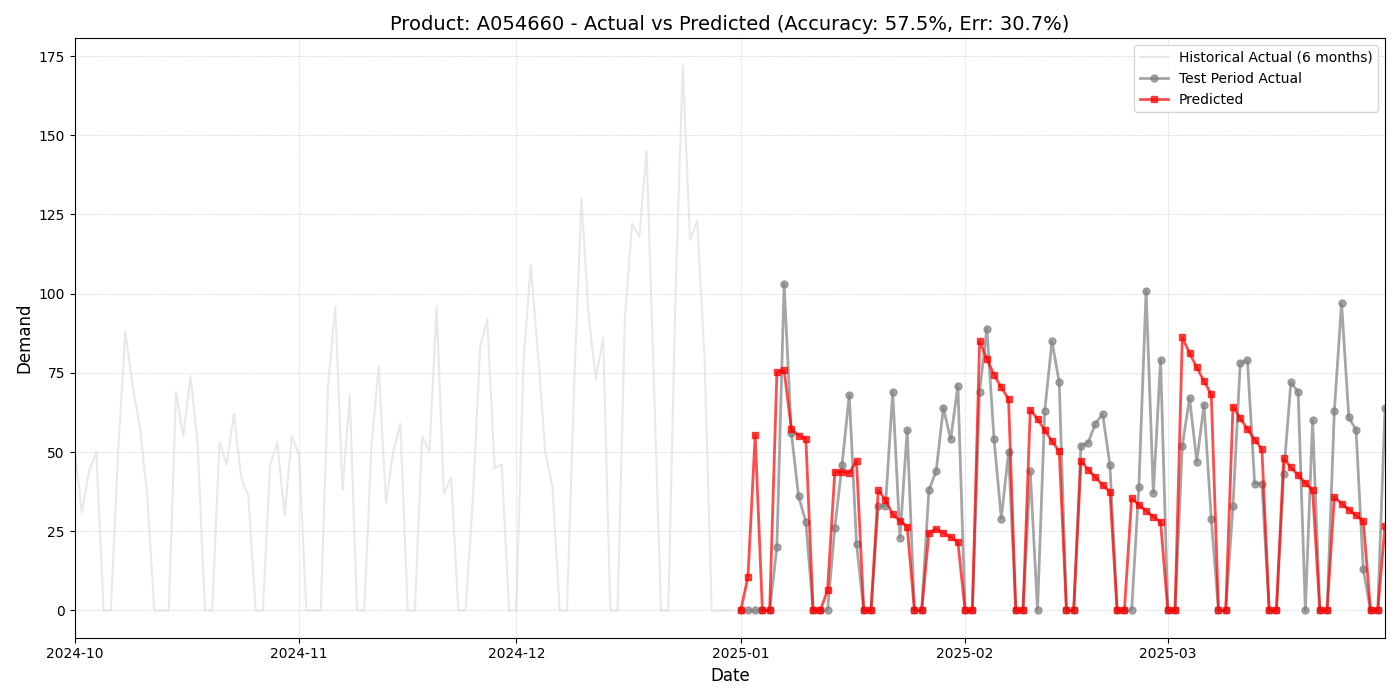 Product: A054660 - Actual vs Predicted (Accuracy: 57.5%, Err: 30.7%)
Historical Actual (6 months)
Test Period Actual
Predicted
175
150
125
100
75
50
25
0
Demand
2024-10
2024-11
2024-12
2025-01
2025-02
2025-03
Date